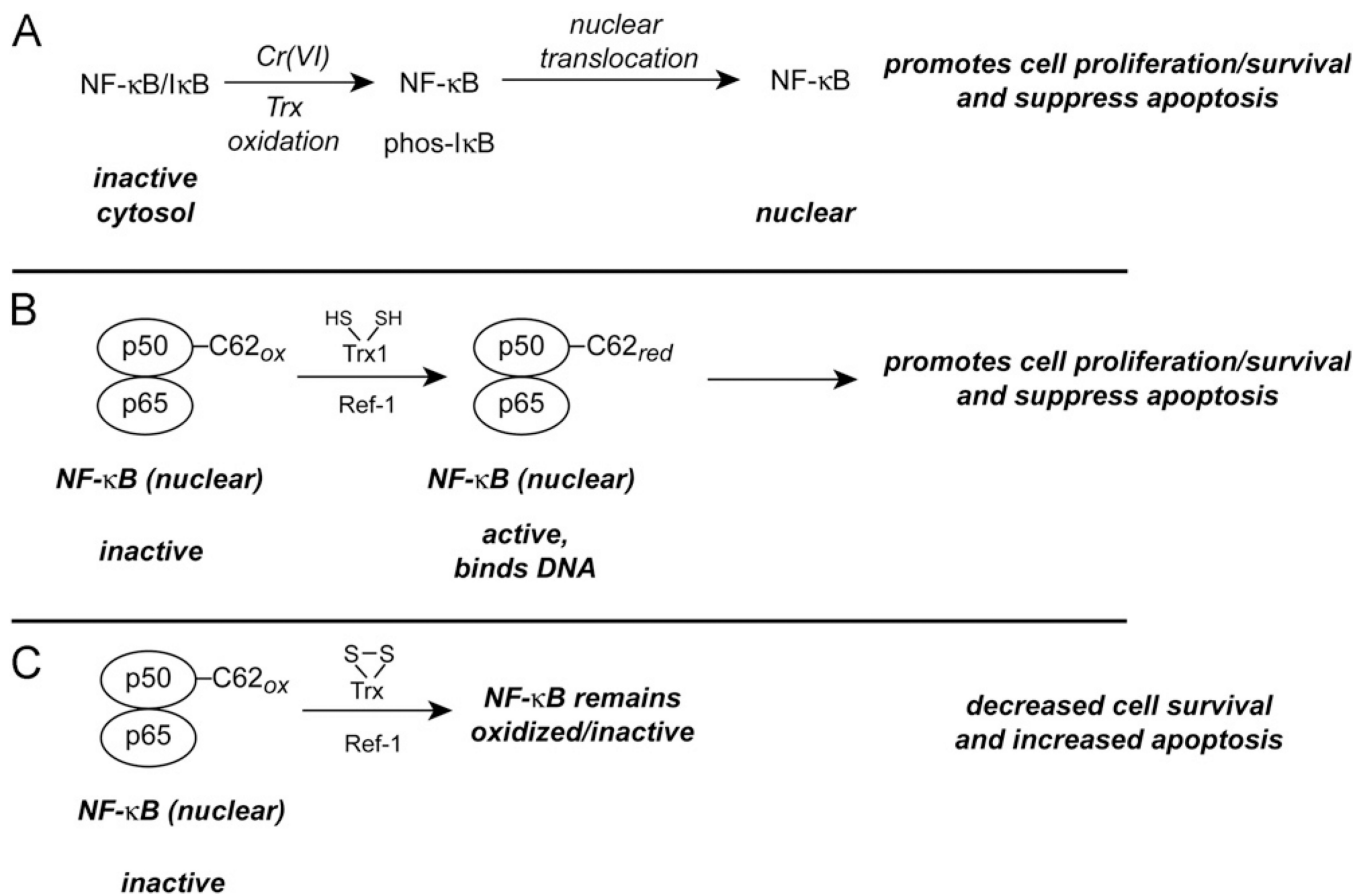 A
NF-κB/IκB
Cr(VI)
Trx
oxidation
NF-κB
phos-IκB
nuclear
translocation
NF-κB
promotes cell proliferation/survival
and suppress apoptosis
inactive
cytosol
nuclear
B
p50
C62ox
p65
HS SH
Trx1
Ref-1
p50
C62red
p65
promotes cell proliferation/survival
and suppress apoptosis
NF-κB (nuclear)
NF-κB (nuclear)
inactive
active,
binds DNA
C
p50
C62ox
p65
S S
Trx
Ref-1
NF-κB remains
oxidized/inactive
decreased cell survival
and increased apoptosis
NF-κB (nuclear)
inactive